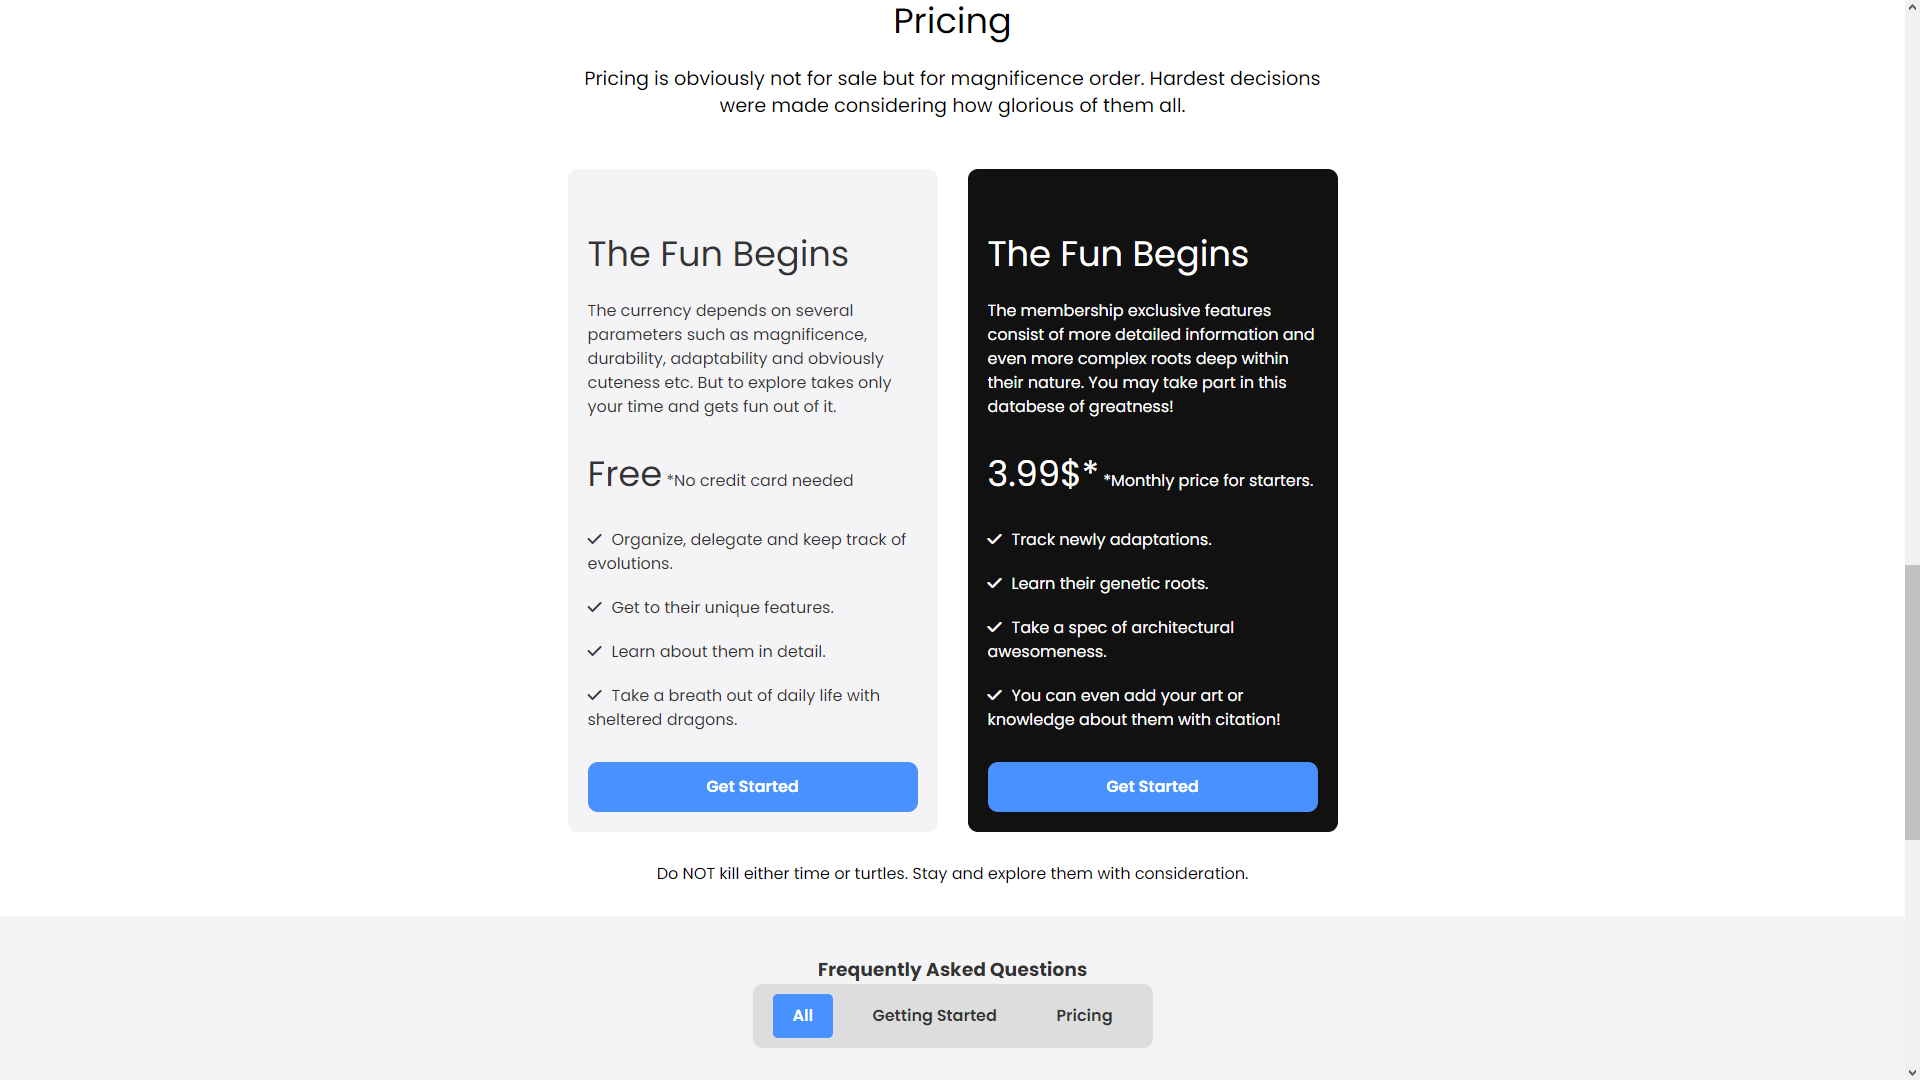 Pricing
Pricing is obviously not for sale but for magnificence order. Hardest decisions
were made considering how glorious of them all.
The Fun Begins
The currency depends on several
parameters such as magnificence,
durability, adaptability and obviously
cuteness etc. But to explore takes only
your time and gets fun out of it.
Free *No credit card needed
Organize, delegate and keep track of
evolutions.
Get to their unique features.
Learn about them in detail.
Take a breath out of daily life with
sheltered dragons.
Get Started
The Fun Begins
The membership exclusive features
consist of more detailed information and
even more complex roots deep within
their nature. You may take part in this
databese of greatness!
3.99$* *Monthly price for starters.
Track newly adaptations.
Learn their genetic roots.
Take a spec of architectural
awesomeness.
You can even add your art or
knowledge about them with citation!
Get Started
Do NOT kill either time or turtles. Stay and explore them with consideration.
Frequently Asked Questions
All
Getting Started
Pricing